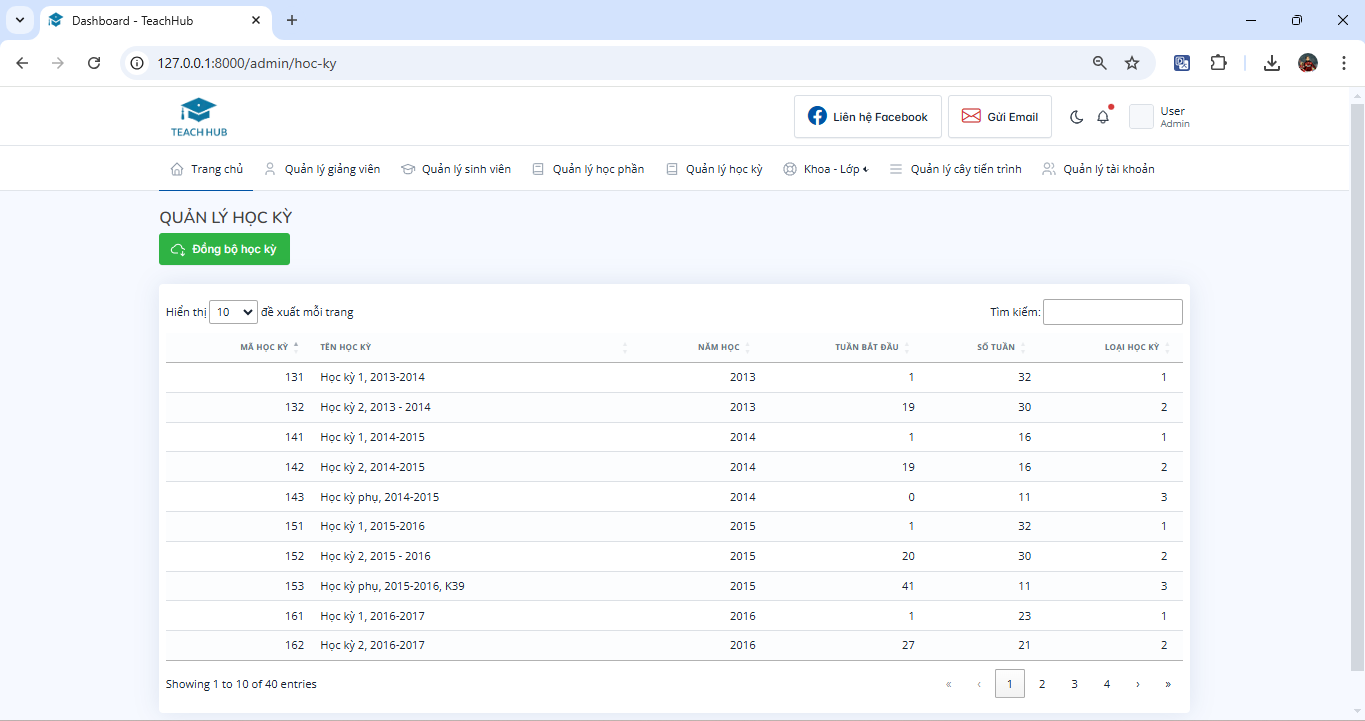 Dashboard - TeachHub
127.0.0.1:8000/admin/hoc-ky
TEACH HUB
Liên hệ Facebook
Gửi Email
User
Admin
Trang chủ Quản lý giảng viên Quản lý sinh viên Quản lý học phần Quản lý học kỳ Khoa - Lớp Quản lý cây tiến trình Quản lý tài khoản
QUẢN LÝ HỌC KỲ
Đồng bộ học kỳ
Hiển thị 10 đề xuất mỗi trang Tìm kiếm:
MÃ HỌC KỲ TÊN HỌC KỲ NĂM HỌC TUẦN BẮT ĐẦU SỐ TUẦN LOẠI HỌC KỲ
131 Học kỳ 1, 2013-2014 2013 1 32 1
132 Học kỳ 2, 2013 - 2014 2013 19 30 2
141 Học kỳ 1, 2014-2015 2014 1 16 1
142 Học kỳ 2, 2014-2015 2014 19 16 2
143 Học kỳ phụ, 2014-2015 2014 0 11 3
151 Học kỳ 1, 2015-2016 2015 1 32 1
152 Học kỳ 2, 2015 - 2016 2015 20 30 2
153 Học kỳ phụ, 2015-2016, K39 2015 41 11 3
161 Học kỳ 1, 2016-2017 2016 1 23 1
162 Học kỳ 2, 2016-2017 2016 27 21 2
Showing 1 to 10 of 40 entries « ‹ 1 2 3 4 › »